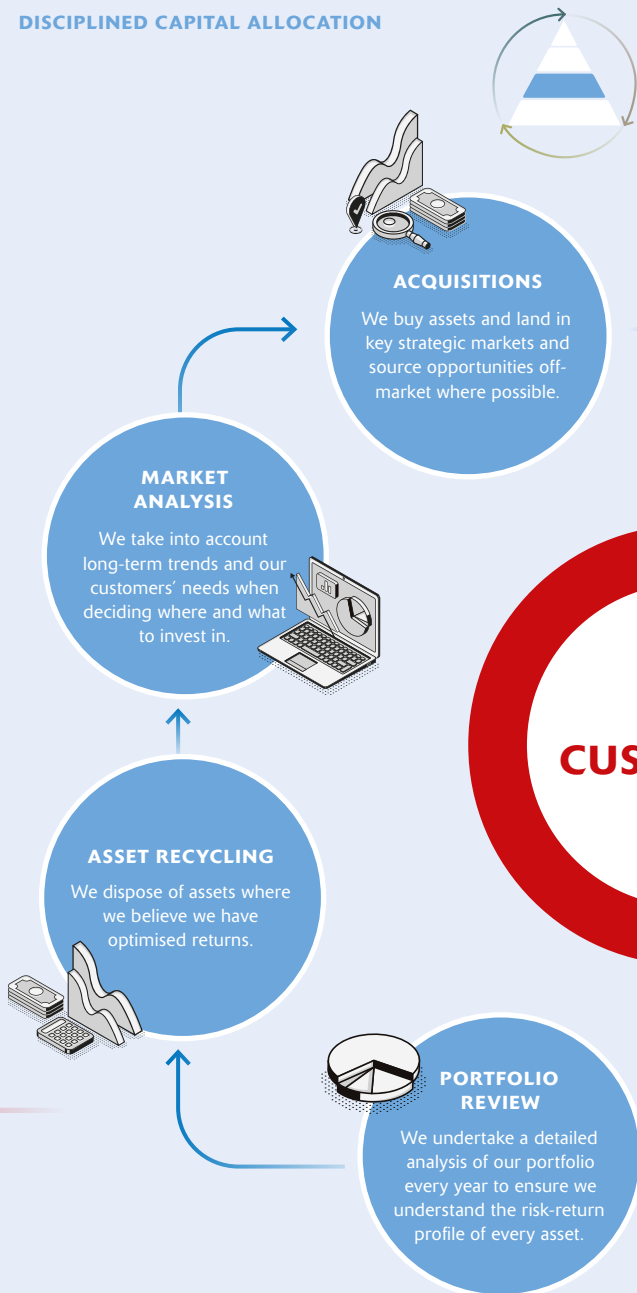 DISCIPLINED CAPITAL ALLOCATION
ACQUISITIONS
We buy assets and land in
key strategic markets and
source opportunities off-
market where possible.
MARKET
ANALYSIS
We take into account
long-term trends and our
customers’ needs when
deciding where and what
to invest in.
CUS
ASSET RECYCLING
We dispose of assets where
we believe we have
optimised returns.
PORTFOLIO
REVIEW
We undertake a detailed
analysis of our portfolio
every year to ensure we
understand the risk-return
profile of every asset.